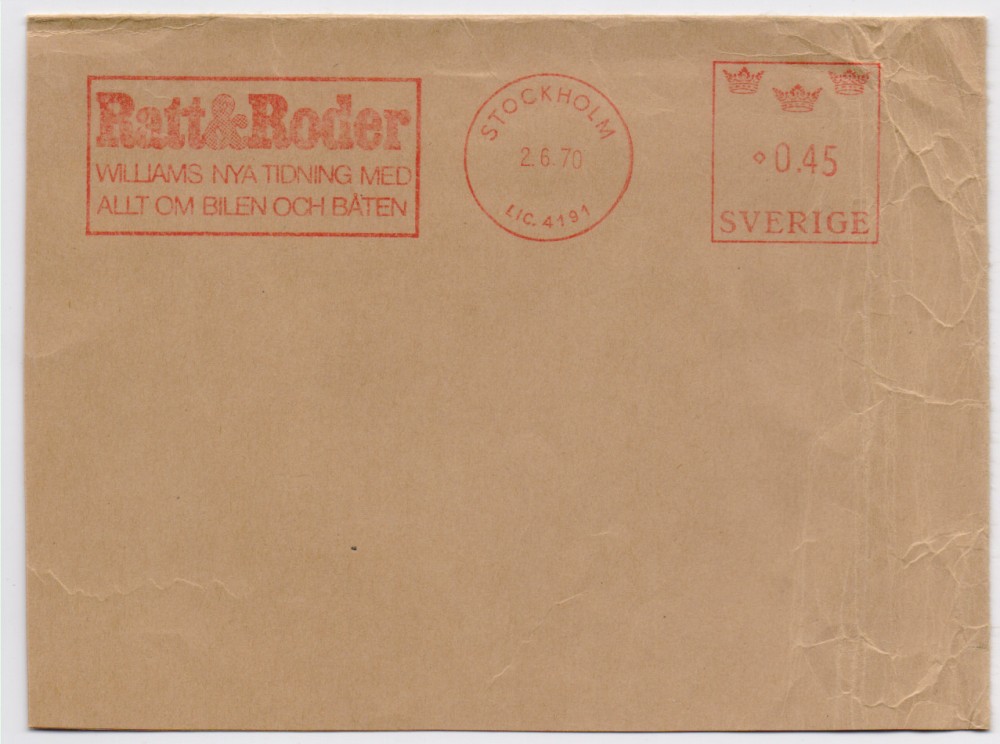 Ratt&Roder
WILLIAMS NYA TIDNING MED
ALLT OM BILEN OCH BÅTEN
STOCKHOLM
2.6.70
LIC. 4191
◇0.45
SVERIGE